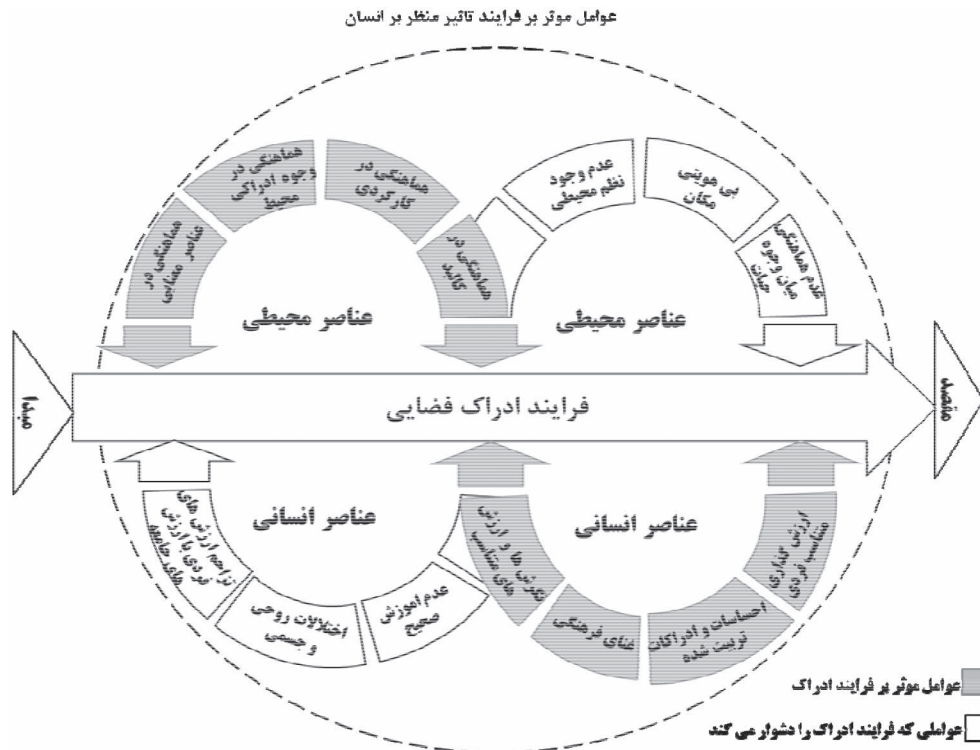 عوامل موثر بر فرایند تاثیر منظر بر انسان
هماهنگی در
عناصر معنایی
هماهنگی در
وجوه ادراکی
محیط
هماهنگی در
کارکردی
هماهنگی در
کالبد
عدم وجود
نظم محیطی
بی هویتی
مکان
عدم هماهنگی
میان وجوه
حیات
عناصر محیطی
عناصر محیطی
مبدا
فرایند ادراک فضایی
مقصد
عناصر انسانی
عناصر انسانی
تزاحم ارزش های
فردی با ارزش
های جامعه
اختلالات روحی
و جسمی
عدم اموزش
صحیح
نگرش ها و ارزش
های متناسب
غنای فرهنگی
احساسات و ادراکات
تربیت شده
ارزش گذاری
متناسب فردی
عوامل موثر بر فرایند ادراک
عواملی که فرایند ادراک را دشوار می کند